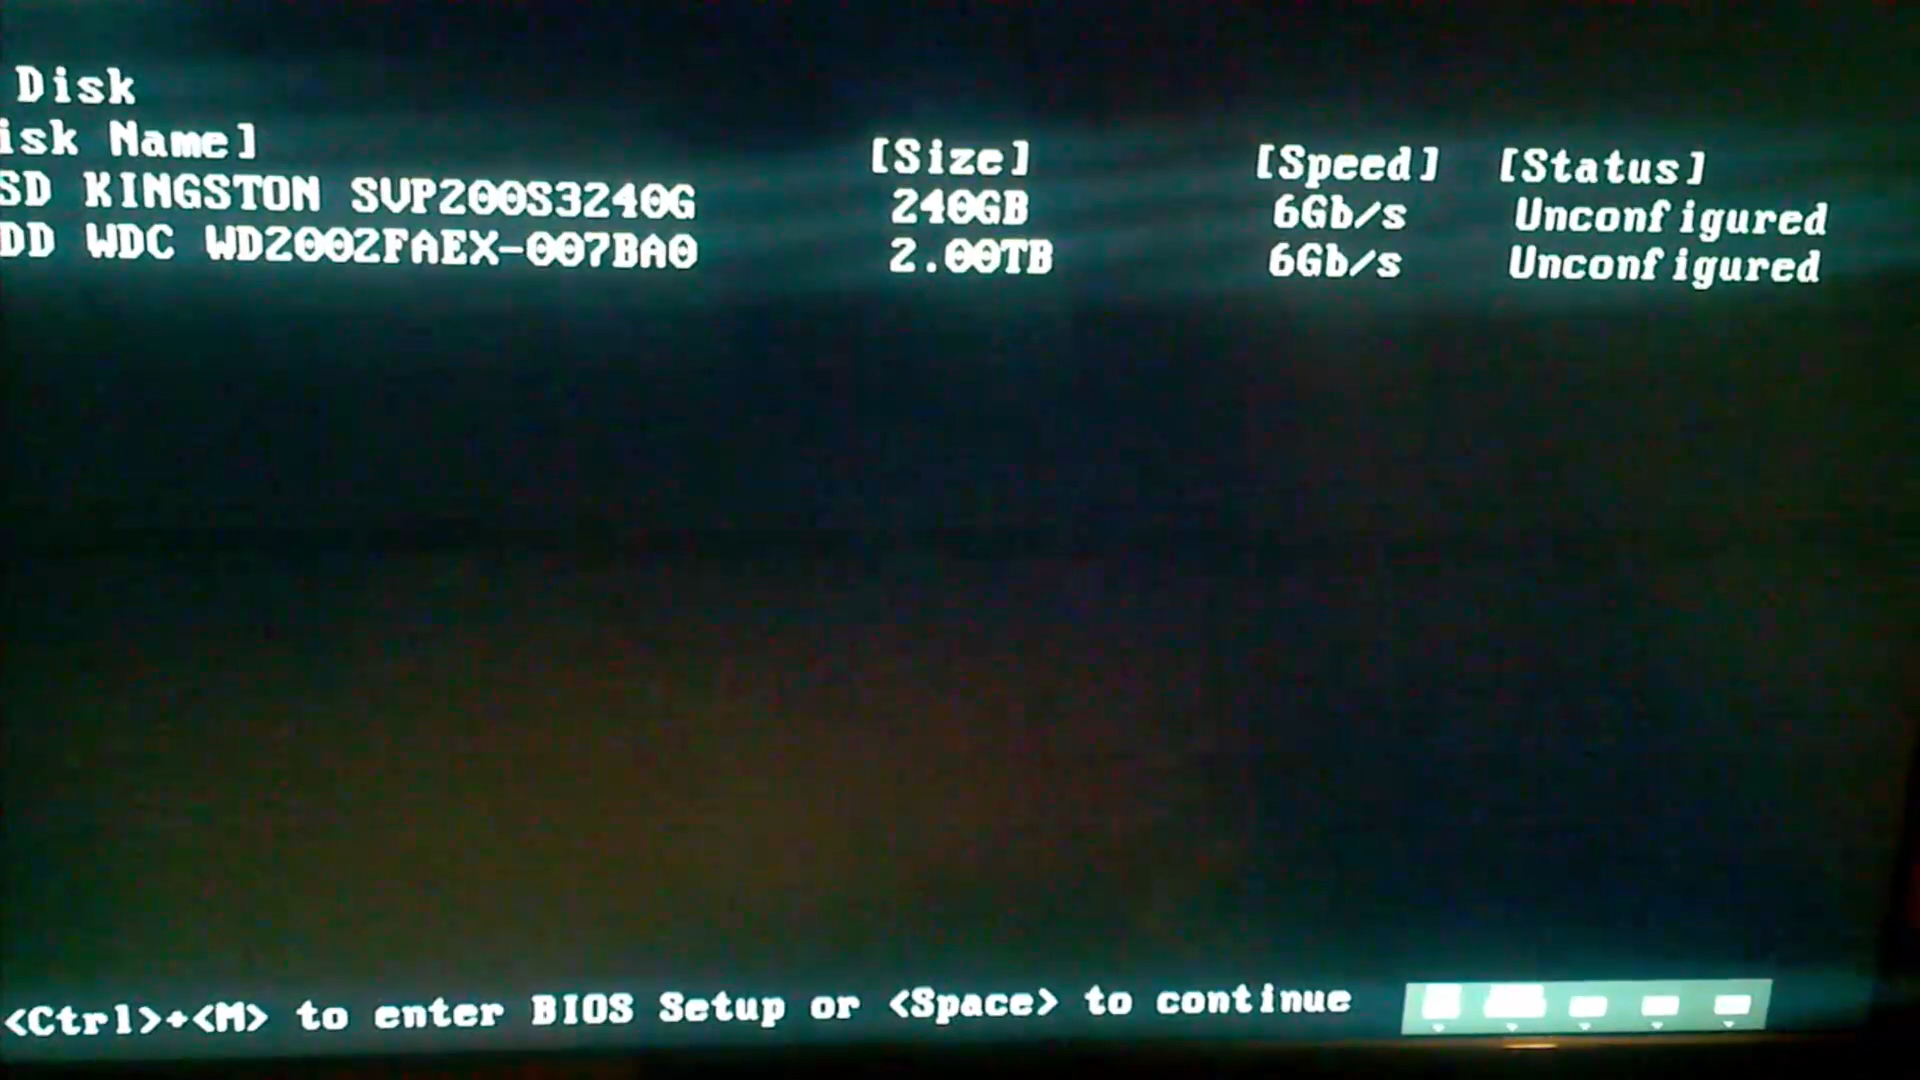 Disk
isk Name] [Size] [Speed] [Status]
SD KINGSTON SVP200S3240G 240GB 6Gb/s Unconfigured
DD WDC WD2002FAEX-007BA0 2.00TB 6Gb/s Unconfigured
<Ctrl>+<M> to enter BIOS Setup or <Space> to continue